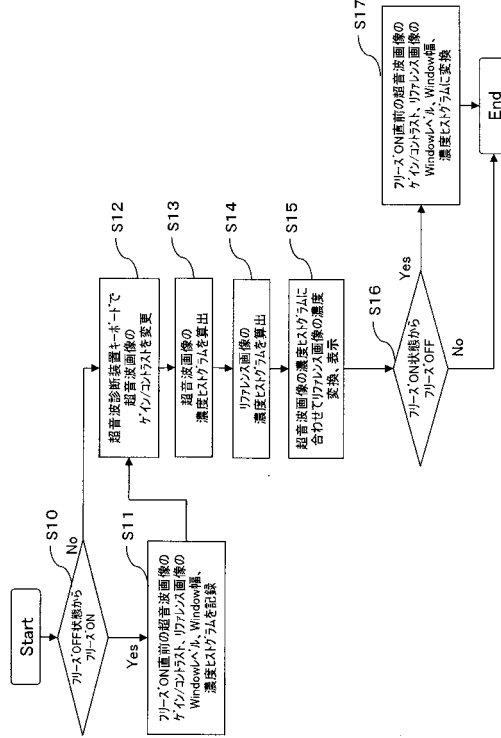 Start
S10
フリーズOFF状態から
フリーズON
No
Yes
S11
フリーズON直前の超音波画像の
ゲイン/コントラスト、リファレンス画像の
Windowレベル、Window幅、
濃度ヒストグラムを記録
S12
超音波診断装置キーボードで
超音波画像の
ゲイン/コントラストを変更
S13
超音波画像の
濃度ヒストグラムを算出
S14
リファレンス画像の
濃度ヒストグラムを算出
S15
超音波画像の濃度ヒストグラムに
合わせてリファレンス画像の濃度
変換、表示
S16
フリーズON状態から
フリーズOFF
Yes
No
S17
フリーズON直前の超音波画像の
ゲイン/コントラスト、リファレンス画像の
Windowレベル、Window幅、
濃度ヒストグラムに変換
End